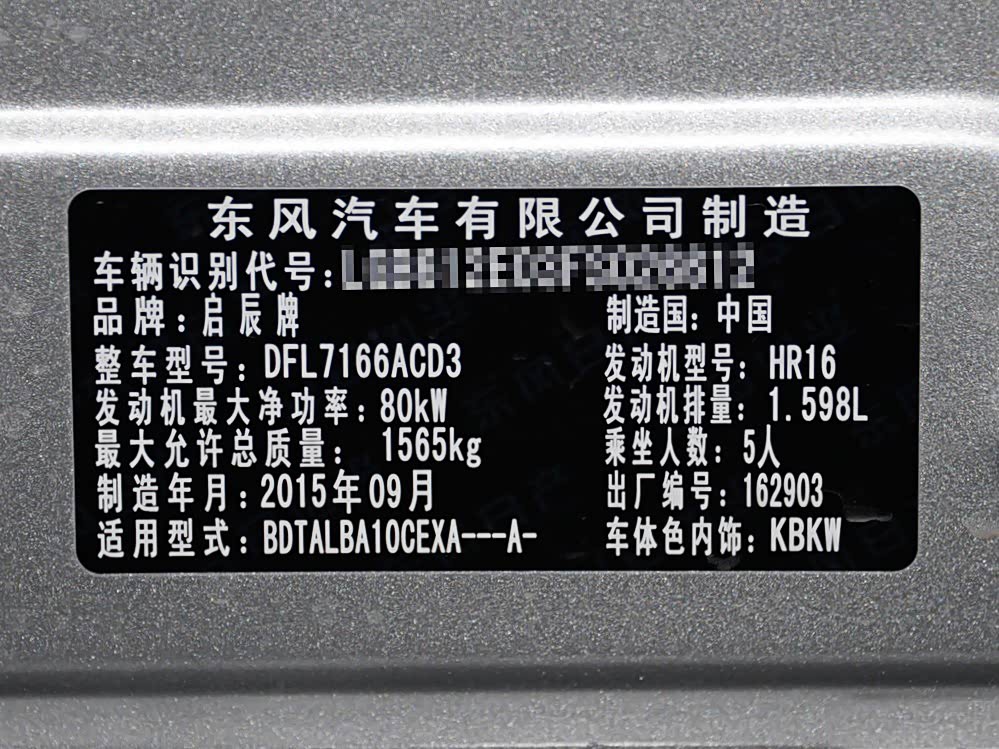 东风汽车有限公司制造
车辆识别代号:
品牌:启辰牌 制造国:中国
整车型号:DFL7166ACD3 发动机型号:HR16
发动机最大净功率:80kW 发动机排量:1.598L
最大允许总质量:1565kg 乘坐人数:5人
制造年月:2015年09月 出厂编号:162903
适用型式:BDTALBA10CEXA---A- 车体色内饰:KBKW